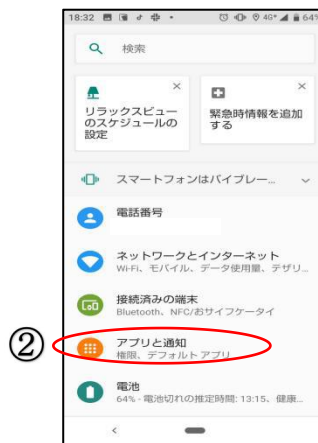 18:32 4G 64%
検索
リラックスビュー
のスケジュールの
設定
緊急時情報を追加
する
スマートフォンはバイブレー...
電話番号
ネットワークとインターネット
Wi-Fi、モバイル、データ使用量、テザリ...
接続済みの端末
Bluetooth、NFC/おサイフケータイ
②
アプリと通知
権限、デフォルト アプリ
電池
64% - 電池切れの推定時間: 13:15、健康...